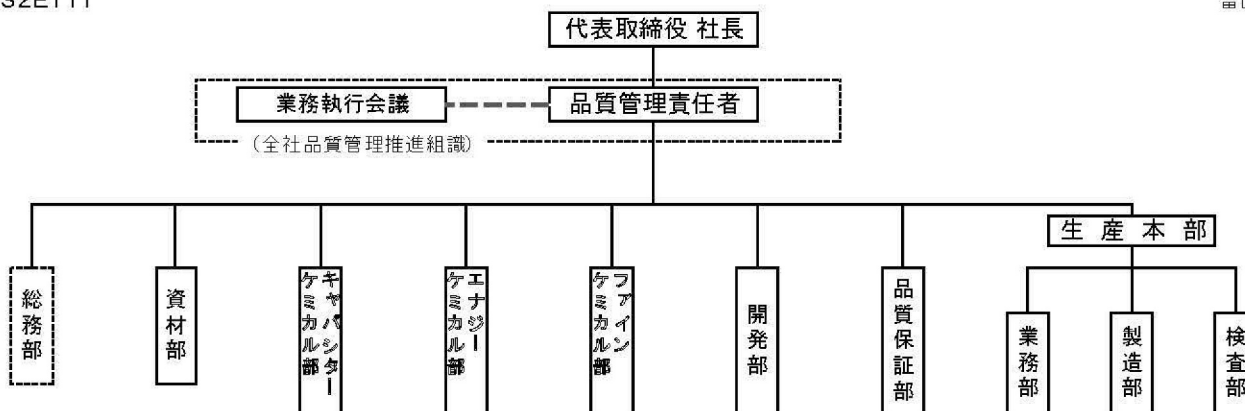 代表取締役 社長
業務執行会議
品質管理責任者
(全社品質管理推進組織)
生産本部
総務部
資材部
キャパシター
ケミカル部
エナジー
ケミカル部
ファイン
ケミカル部
開発部
品質保証部
業務部
製造部
検査部